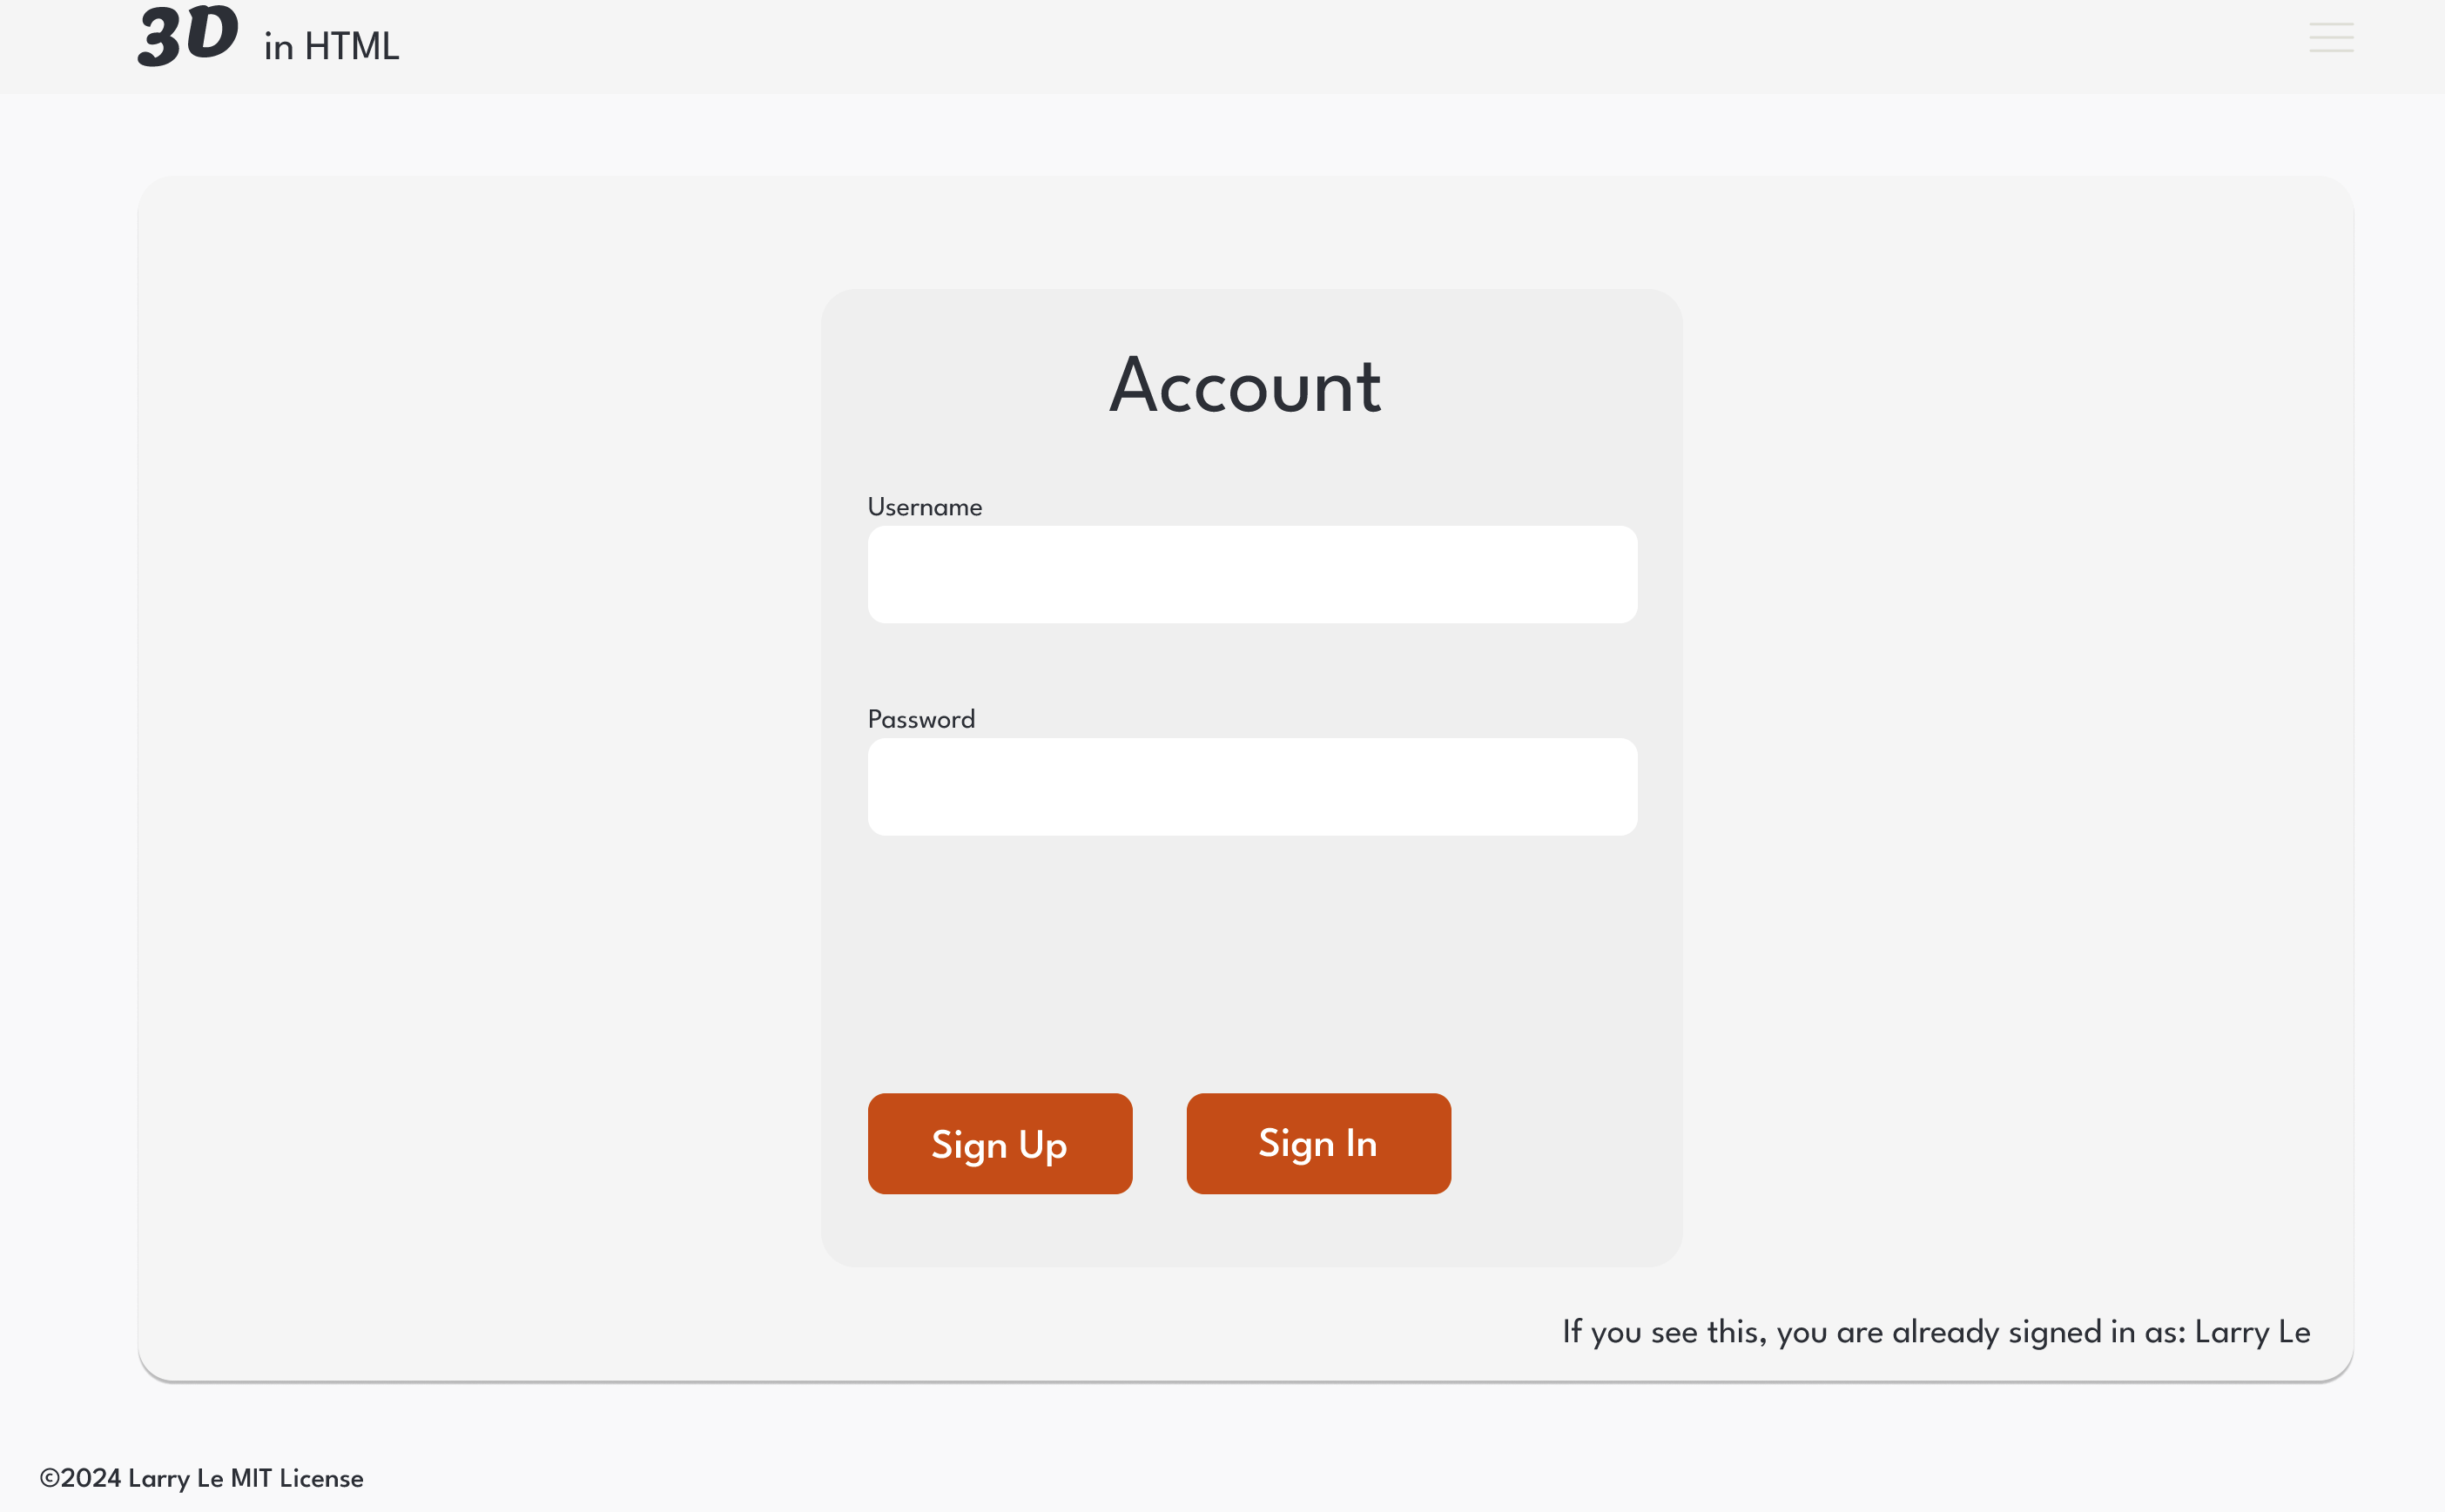 3D in HTML
Account
Username
Password
Sign Up Sign In
If you see this, you are already signed in as: Larry Le
©2024 Larry Le MIT License